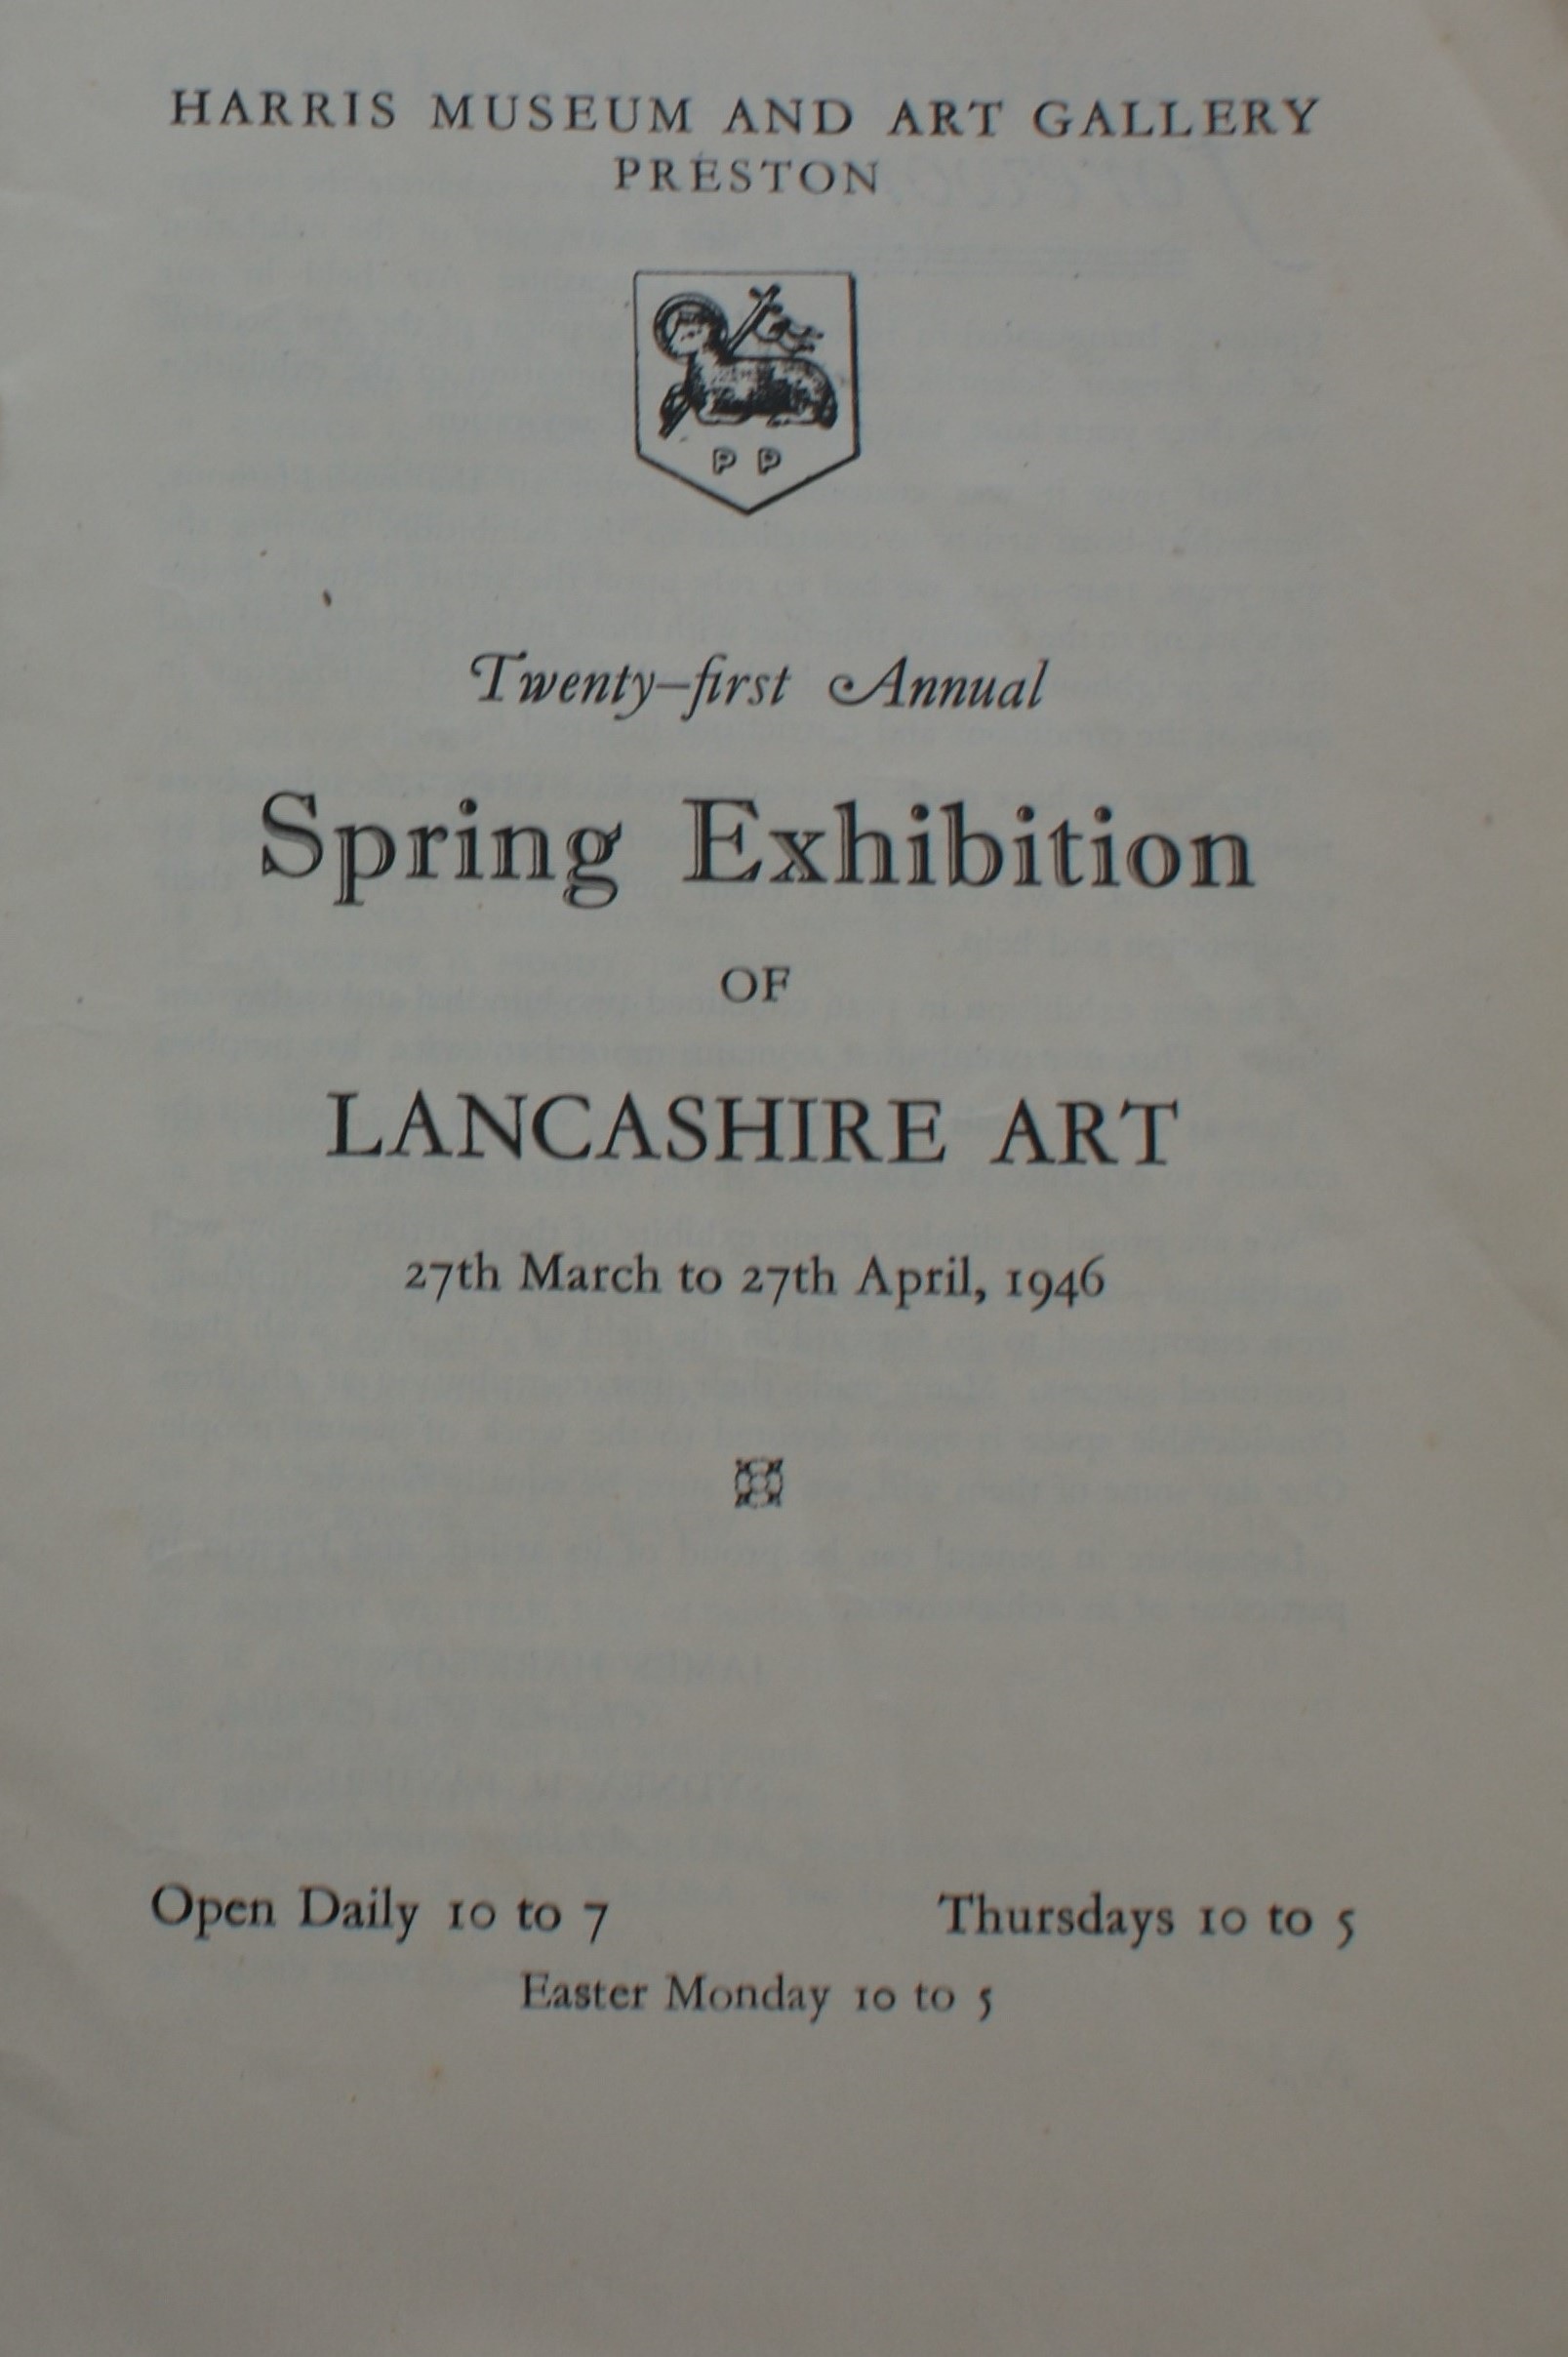 HARRIS MUSEUM AND ART GALLERY
PRESTON
P P
Twenty–first Annual
Spring Exhibition
OF
LANCASHIRE ART
27th March to 27th April, 1946
Open Daily 10 to 7 Thursdays 10 to 5
Easter Monday 10 to 5